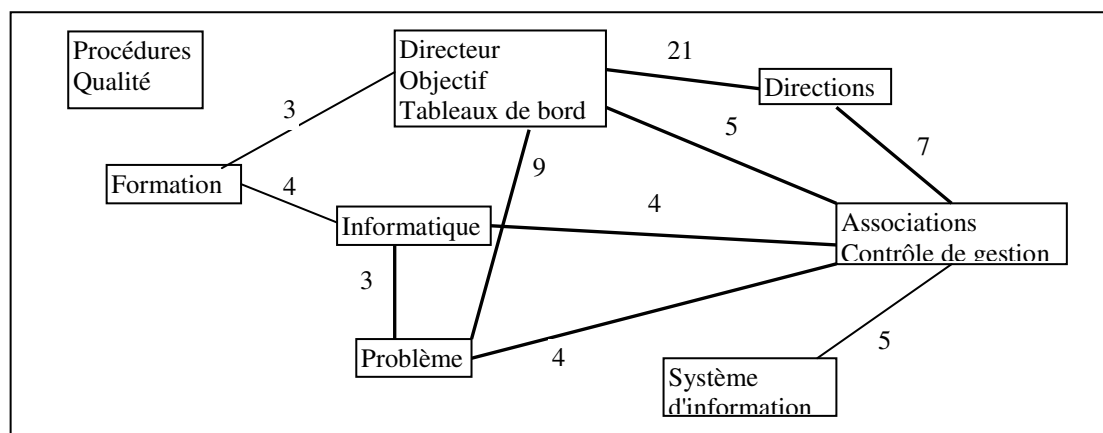 Procédures
Qualité
Directeur
Objectif
Tableaux de bord
21
Directions
3
5
7
9
Formation
4
Informatique
4
Associations
Contrôle de gestion
3
Problème
4
5
Système
d'information